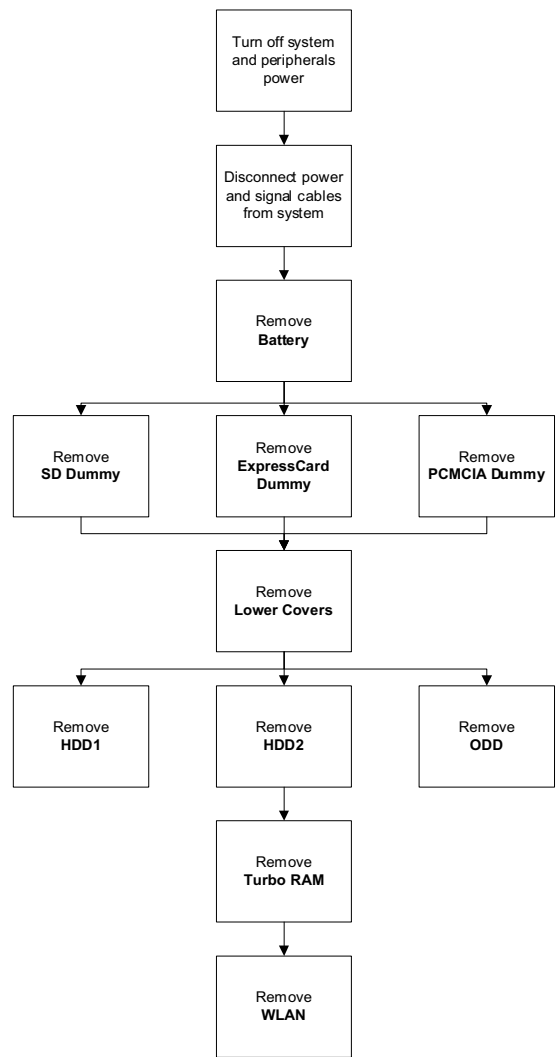 Turn off system
and peripherals
power
Disconnect power
and signal cables
from system
Remove
Battery
Remove
SD Dummy
Remove
ExpressCard
Dummy
Remove
PCMCIA Dummy
Remove
Lower Covers
Remove
HDD1
Remove
HDD2
Remove
ODD
Remove
Turbo RAM
Remove
WLAN